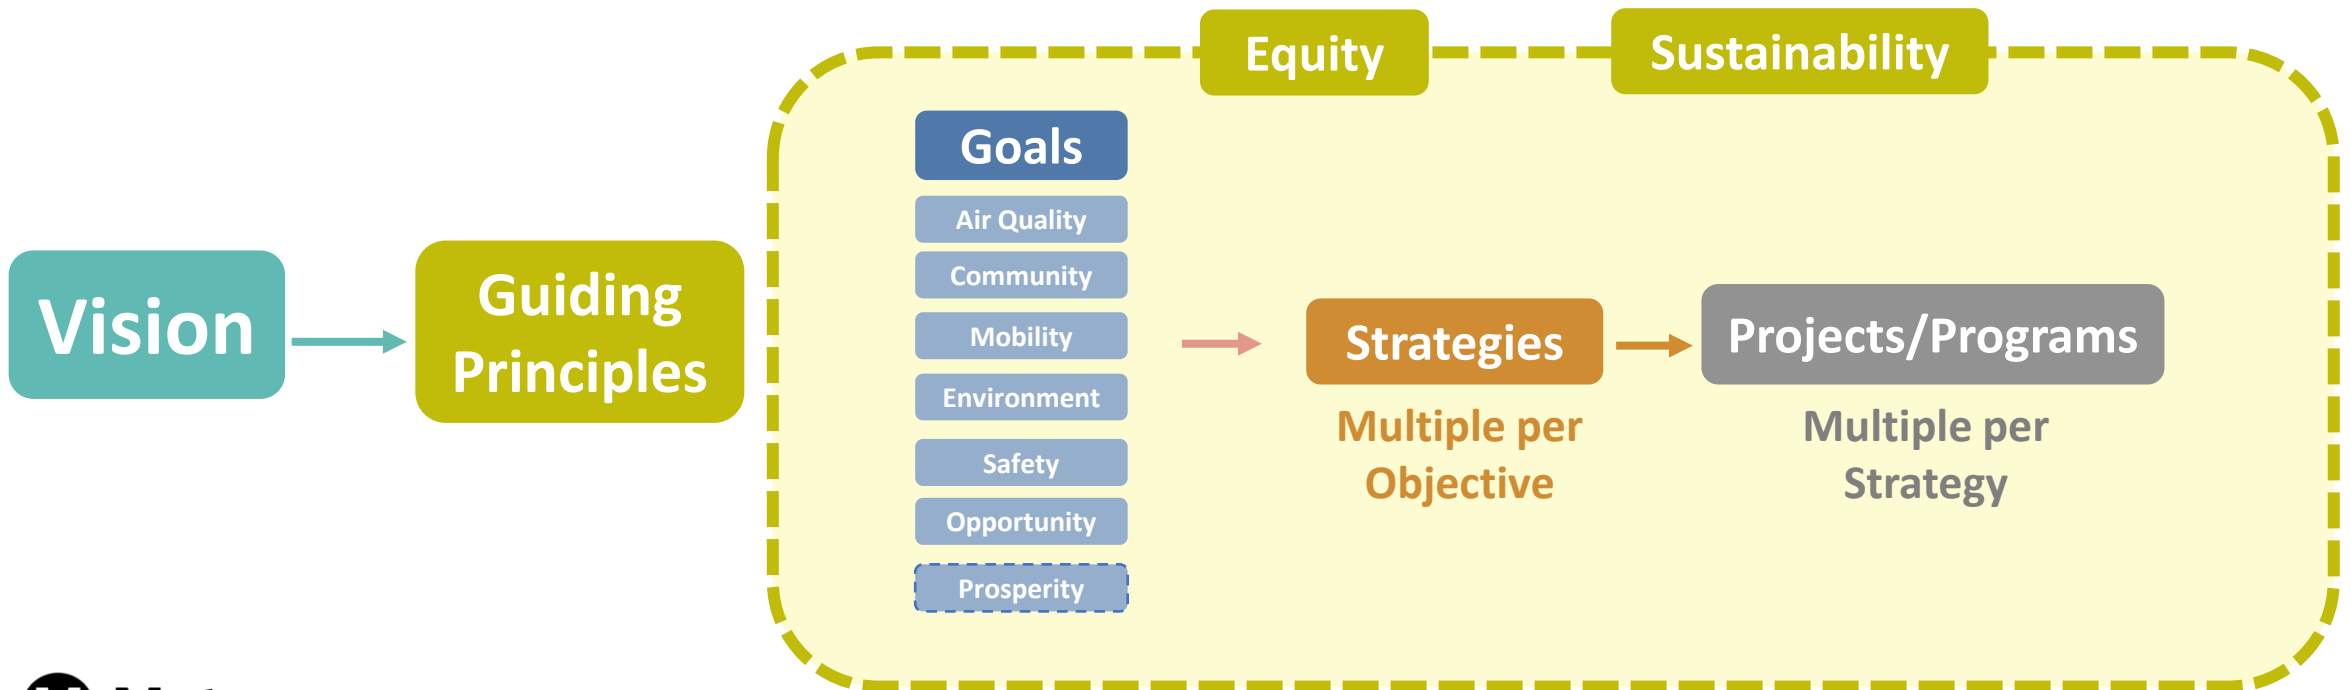 Vision
Guiding
Principles
Equity
Sustainability
Goals
Air Quality
Community
Mobility
Environment
Safety
Opportunity
Prosperity
Strategies
Multiple per
Objective
Projects/Programs
Multiple per
Strategy